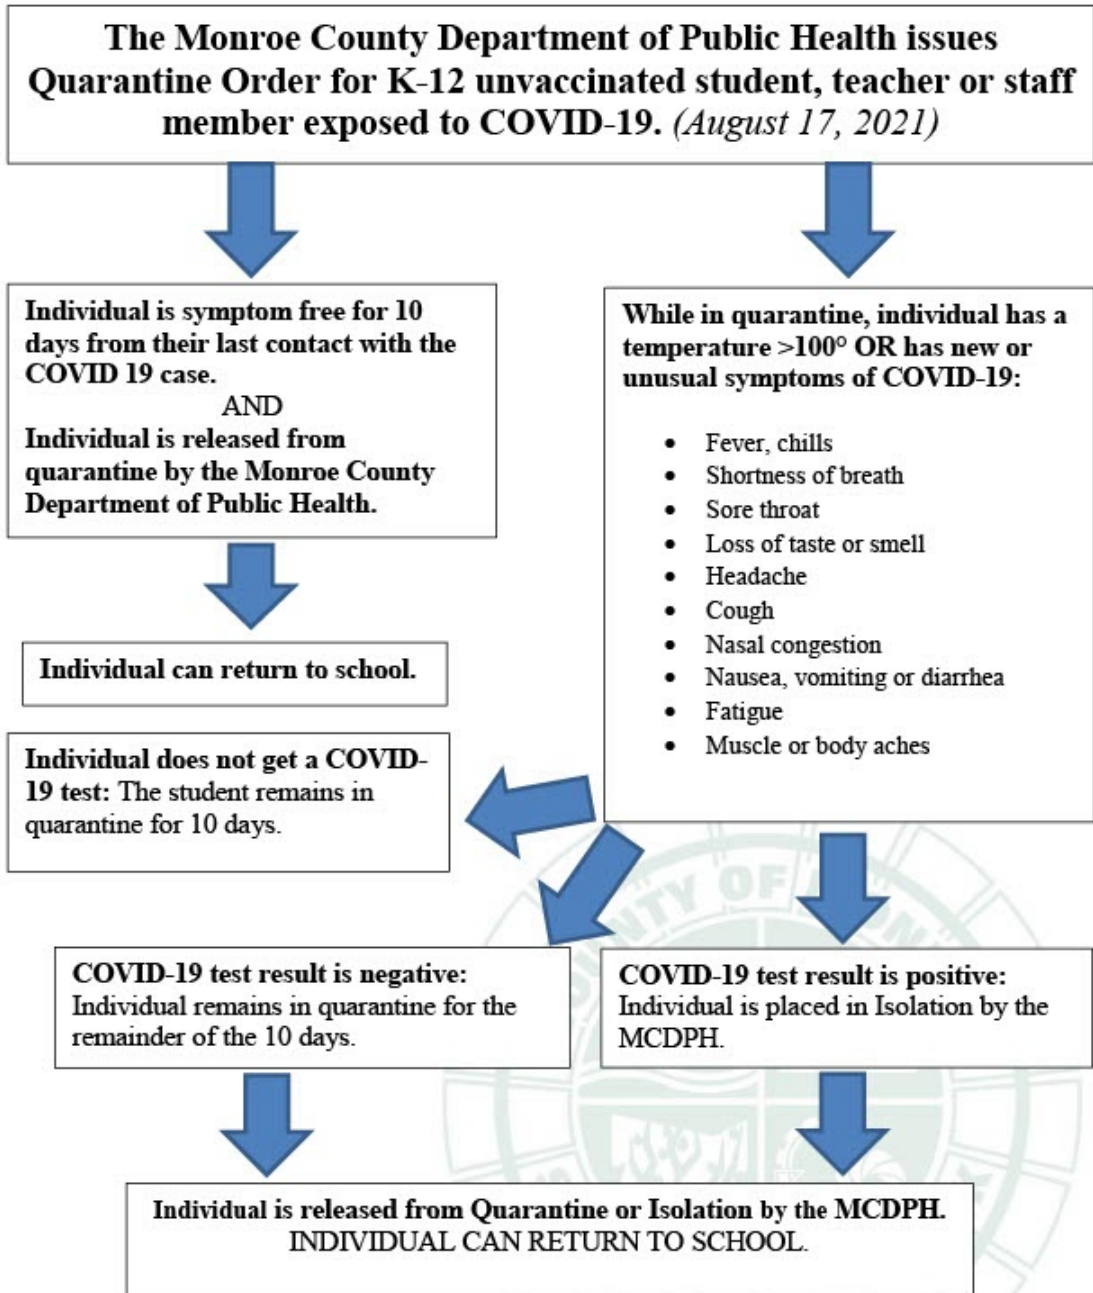 The Monroe County Department of Public Health issues
Quarantine Order for K-12 unvaccinated student, teacher or staff
member exposed to COVID-19. (August 17, 2021)
Individual is symptom free for 10
days from their last contact with the
COVID 19 case.
AND
Individual is released from
quarantine by the Monroe County
Department of Public Health.
Individual can return to school.
While in quarantine, individual has a
temperature >100° OR has new or
unusual symptoms of COVID-19:
• Fever, chills
• Shortness of breath
• Sore throat
• Loss of taste or smell
• Headache
• Cough
• Nasal congestion
• Nausea, vomiting or diarrhea
• Fatigue
• Muscle or body aches
Individual does not get a COVID-
19 test: The student remains in
quarantine for 10 days.
COVID-19 test result is negative:
Individual remains in quarantine for the
remainder of the 10 days.
COVID-19 test result is positive:
Individual is placed in Isolation by the
MCDPH.
Individual is released from Quarantine or Isolation by the MCDPH.
INDIVIDUAL CAN RETURN TO SCHOOL.